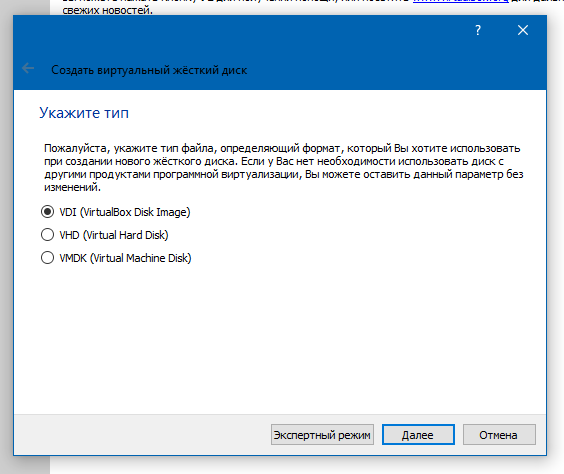 свежих новостей.
?
Создать виртуальный жёсткий диск
Укажите тип
Пожалуйста, укажите тип файла, определяющий формат, который Вы хотите использовать
при создании нового жёсткого диска. Если у Вас нет необходимости использовать диск с
другими продуктами программной виртуализации, Вы можете оставить данный параметр без
изменений.
VDI (VirtualBox Disk Image)
VHD (Virtual Hard Disk)
VMDK (Virtual Machine Disk)
Экспертный режим
Далее
Отмена